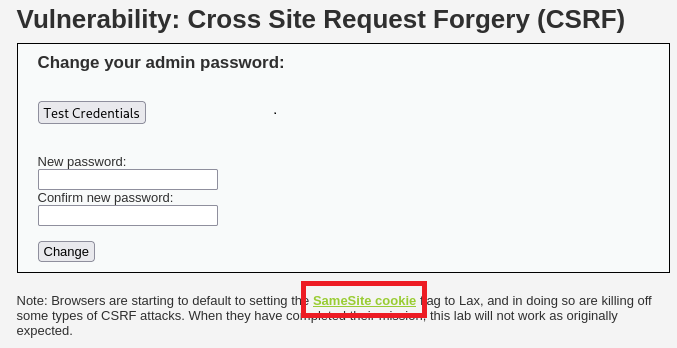 Vulnerability: Cross Site Request Forgery (CSRF)
Change your admin password:
Test Credentials
.
New password:
Confirm new password:
Change
Note: Browsers are starting to default to setting the SameSite cookie flag to Lax, and in doing so are killing off
some types of CSRF attacks. When they have completed their mission, this lab will not work as originally
expected.